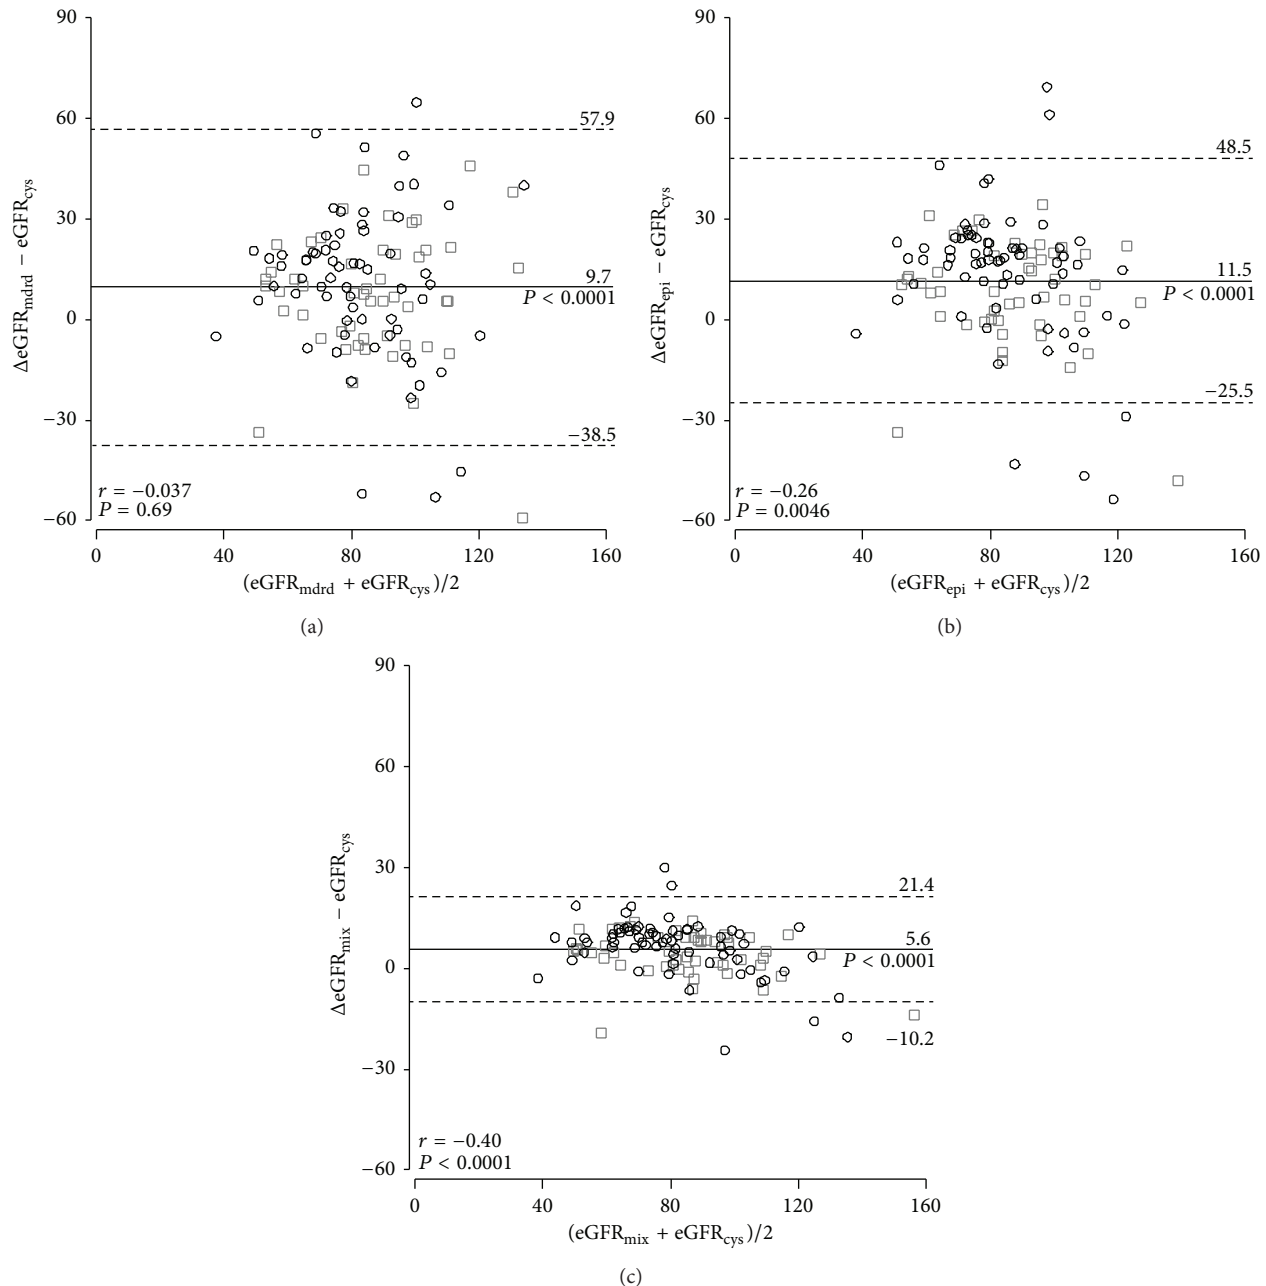 90
60
30
0
−30
−60
ΔeGFRmdrd − eGFRcys
57.9
9.7
P < 0.0001
−38.5
r = −0.037
P = 0.69
0 40 80 120 160
(eGFRmdrd + eGFRcys)/2
(a)
90
60
30
0
−30
−60
ΔeGFRepi − eGFRcys
48.5
11.5
P < 0.0001
−25.5
r = −0.26
P = 0.0046
0 40 80 120 160
(eGFRepi + eGFRcys)/2
(b)
90
60
30
0
−30
−60
ΔeGFRmix − eGFRcys
21.4
5.6
P < 0.0001
−10.2
r = −0.40
P < 0.0001
0 40 80 120 160
(eGFRmix + eGFRcys)/2
(c)